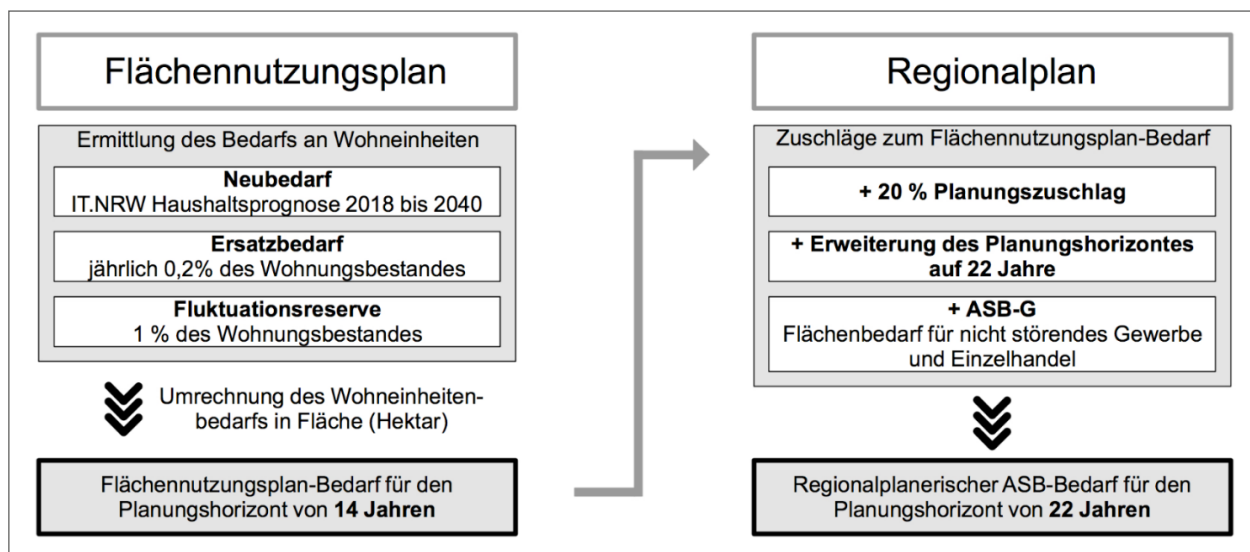 Flächennutzungsplan
Ermittlung des Bedarfs an Wohneinheiten
Neubedarf
IT.NRW Haushaltsprognose 2018 bis 2040
Ersatzbedarf
jährlich 0,2% des Wohnungsbestandes
Fluktuationsreserve
1 % des Wohnungsbestandes
Umrechnung des Wohneinheiten-
bedarfs in Fläche (Hektar)
Flächennutzungsplan-Bedarf für den
Planungshorizont von 14 Jahren
Regionalplan
Zuschläge zum Flächennutzungsplan-Bedarf
+ 20 % Planungszuschlag
+ Erweiterung des Planungshorizontes
auf 22 Jahre
+ ASB-G
Flächenbedarf für nicht störendes Gewerbe
und Einzelhandel
Regionalplanerischer ASB-Bedarf für den
Planungshorizont von 22 Jahren